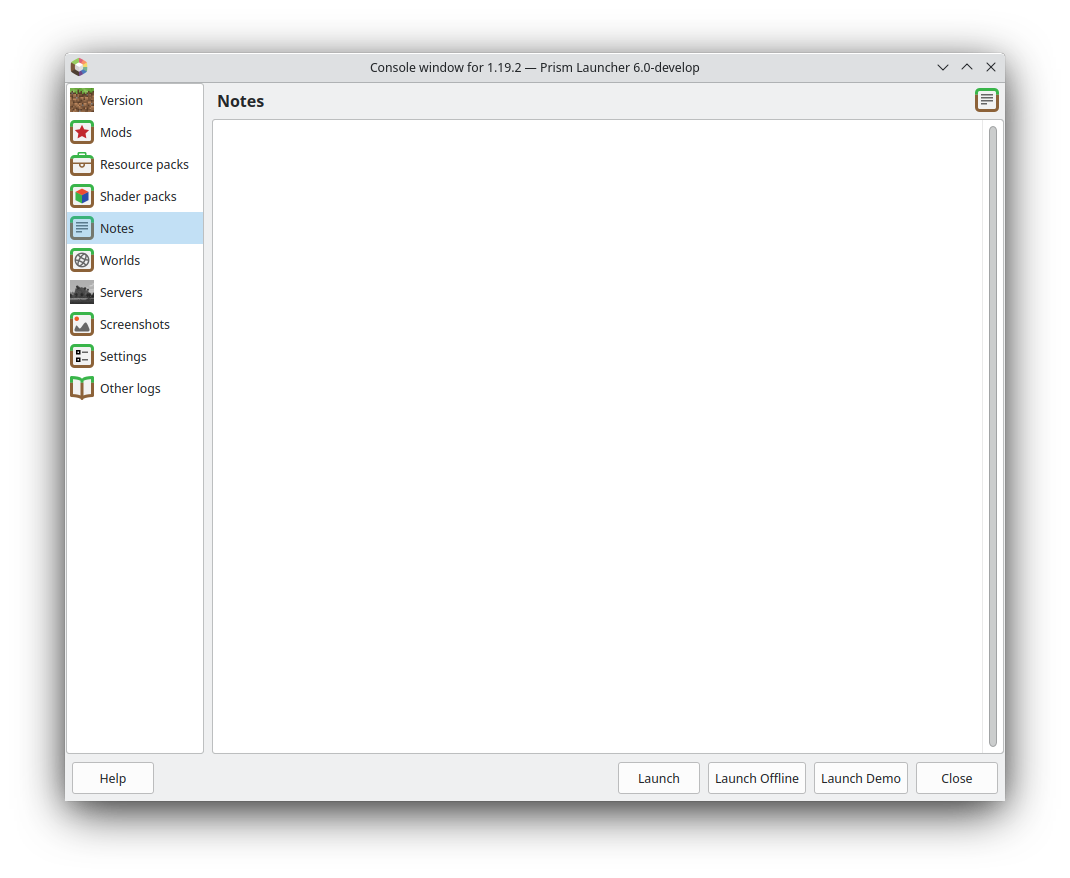 Console window for 1.19.2 — Prism Launcher 6.0-develop
Version
Mods
Resource packs
Shader packs
Notes
Worlds
Servers
Screenshots
Settings
Other logs
Notes
Help
Launch
Launch Offline
Launch Demo
Close